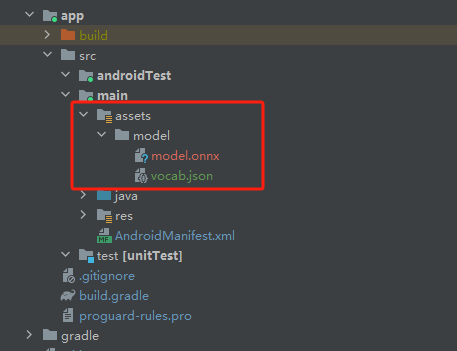 app
build
src
androidTest
main
assets
model
model.onnx
vocab.json
java
res
AndroidManifest.xml
test [unitTest]
.gitignore
build.gradle
proguard-rules.pro
gradle